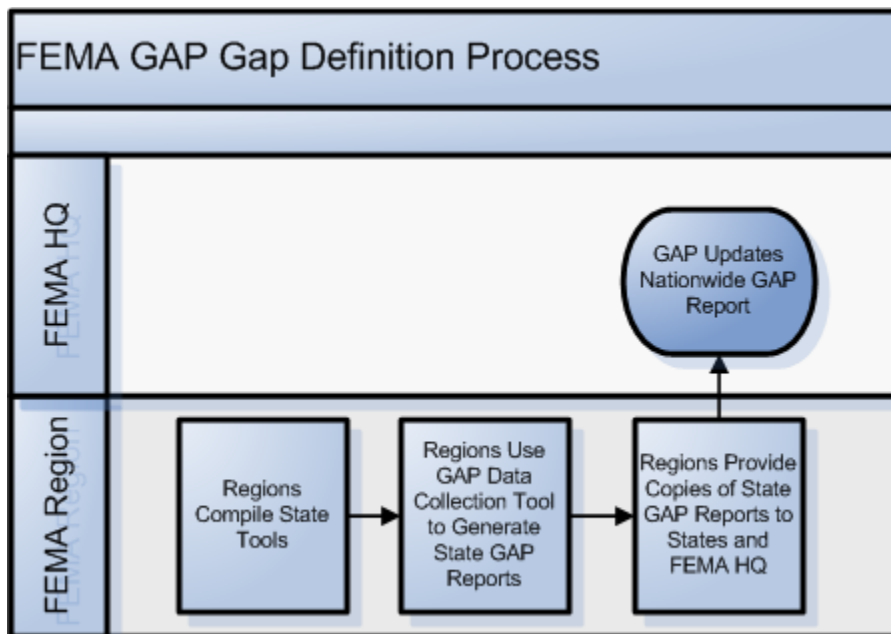 FEMA GAP Gap Definition Process
FEMA HQ
GAP Updates
Nationwide GAP
Report
FEMA Region
Regions
Compile State
Tools
Regions Use
GAP Data
Collection Tool
to Generate
State GAP
Reports
Regions Provide
Copies of State
GAP Reports to
States and
FEMA HQ